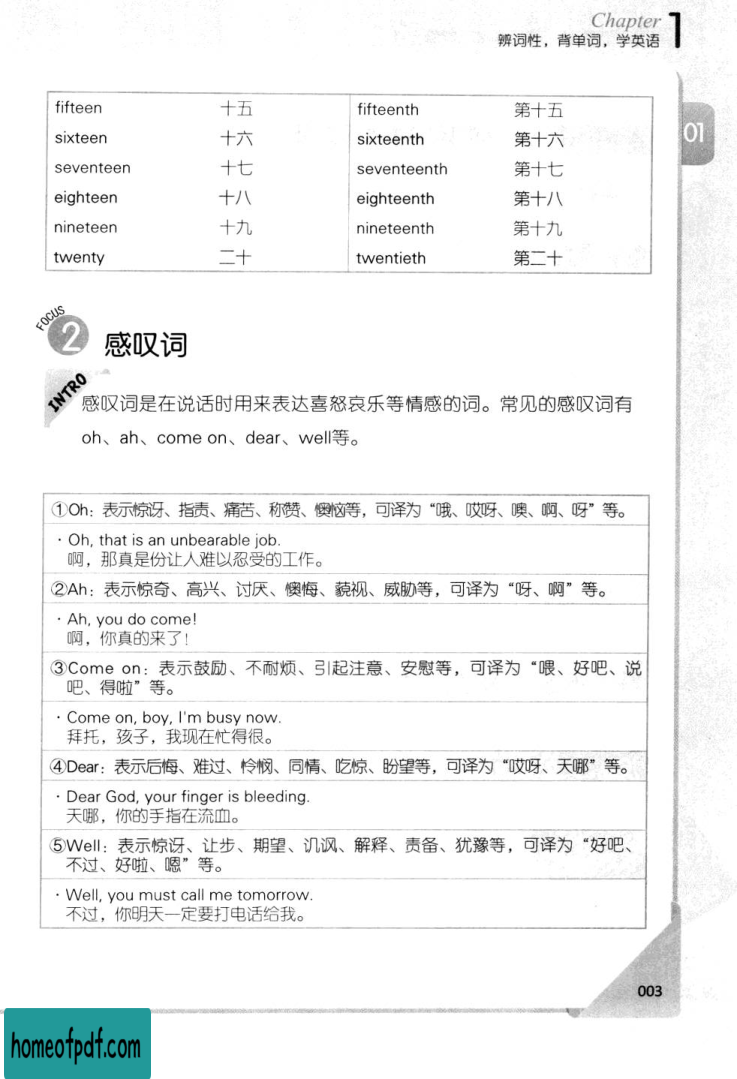 Chapter 1
辨词性，背单词，学英语
01
fifteen 十五 fifteenth 第十五
sixteen 十六 sixteenth 第十六
seventeen 十七 seventeenth 第十七
eighteen 十八 eighteenth 第十八
nineteen 十九 nineteenth 第十九
twenty 二十 twentieth 第二十
FOCUS 2 感叹词
INTRO
感叹词是在说话时用来表达喜怒哀乐等情感的词。常见的感叹词有
oh、ah、come on、dear、well等。
①Oh：表示惊讶、指责、痛苦、称赞、懊恼等，可译为“哦、哎呀、噢、啊、呀”等。
· Oh, that is an unbearable job.
啊，那真是份让人难以忍受的工作。
②Ah：表示惊奇、高兴、讨厌、懊悔、藐视、威胁等，可译为“呀、啊”等。
· Ah, you do come!
啊，你真的来了！
③Come on：表示鼓励、不耐烦、引起注意、安慰等，可译为“喂、好吧、说
吧、得啦”等。
· Come on, boy, I'm busy now.
拜托，孩子，我现在忙得很。
④Dear：表示后悔、难过、怜悯、同情、吃惊、盼望等，可译为“哎呀、天哪”等。
· Dear God, your finger is bleeding.
天哪，你的手指在流血。
⑤Well：表示惊讶、让步、期望、讥讽、解释、责备、犹豫等，可译为“好吧、
不过、好啦、嗯”等。
· Well, you must call me tomorrow.
不过，你明天一定要打电话给我。
003
homeofpdf.com